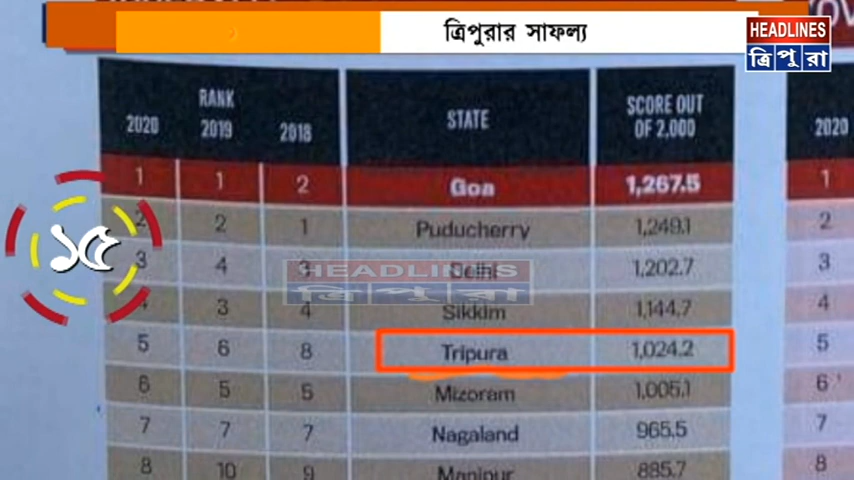 ত্রিপুরার সাফল্য
HEADLINES
ত্রিপুরা
RANK
2020 2019 2018 STATE SCORE OUT OF 2,000 2020
1 1 2 Goa 1,267.5 1
2 2 1 Puducherry 1,249.1 2
3 4 3 Delhi 1,202.7 3
4 3 4 Sikkim 1,144.7 4
5 6 8 Tripura 1,024.2 5
6 5 5 Mizoram 1,005.1 6
7 7 7 Nagaland 965.5 7
8 10 9 Manipur 885.7 8
১৫
HEADLINES
ত্রিপুরা